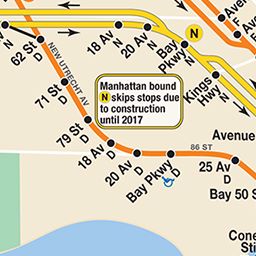 18 Av
N
20 Av
N
N
Bay
Pkwy
N
Avenue
F
Av
F
62 St
D
N
NEW UTRECHT AV
71 St
D
Kings
Hwy
N
Manhattan bound
N skips stops due
to construction
until 2017
79 St
D
18 Av
D
20 Av
D
Bay Pkwy
D
86 ST
Avenue
25 Av
D
Bay 50 S
Cone
Sti